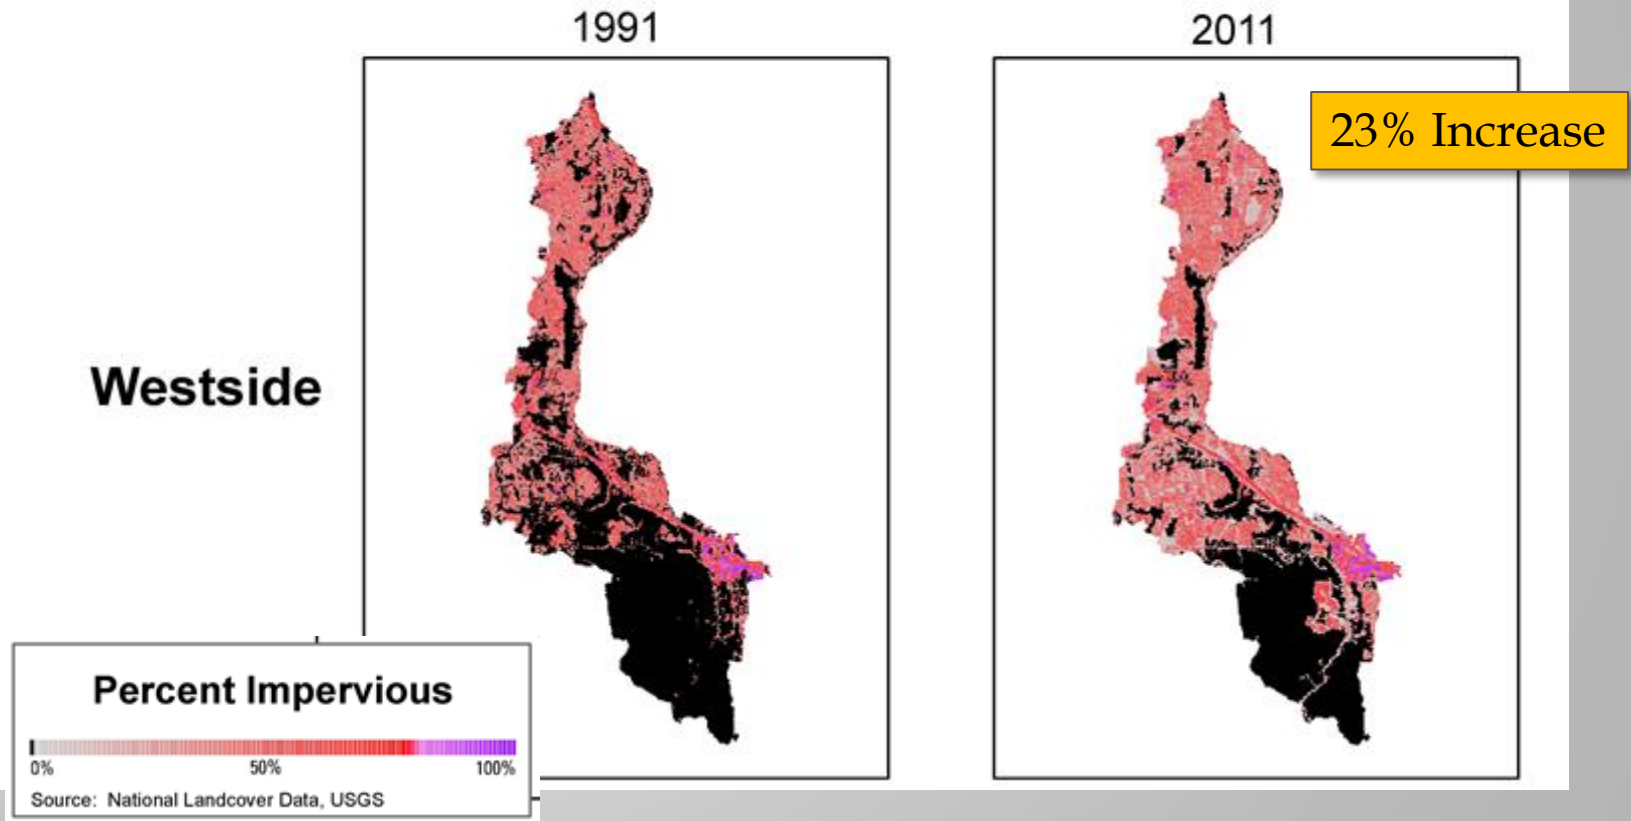 1991
2011
23% Increase
Westside
Percent Impervious
0%
50%
100%
Source: National Landcover Data, USGS